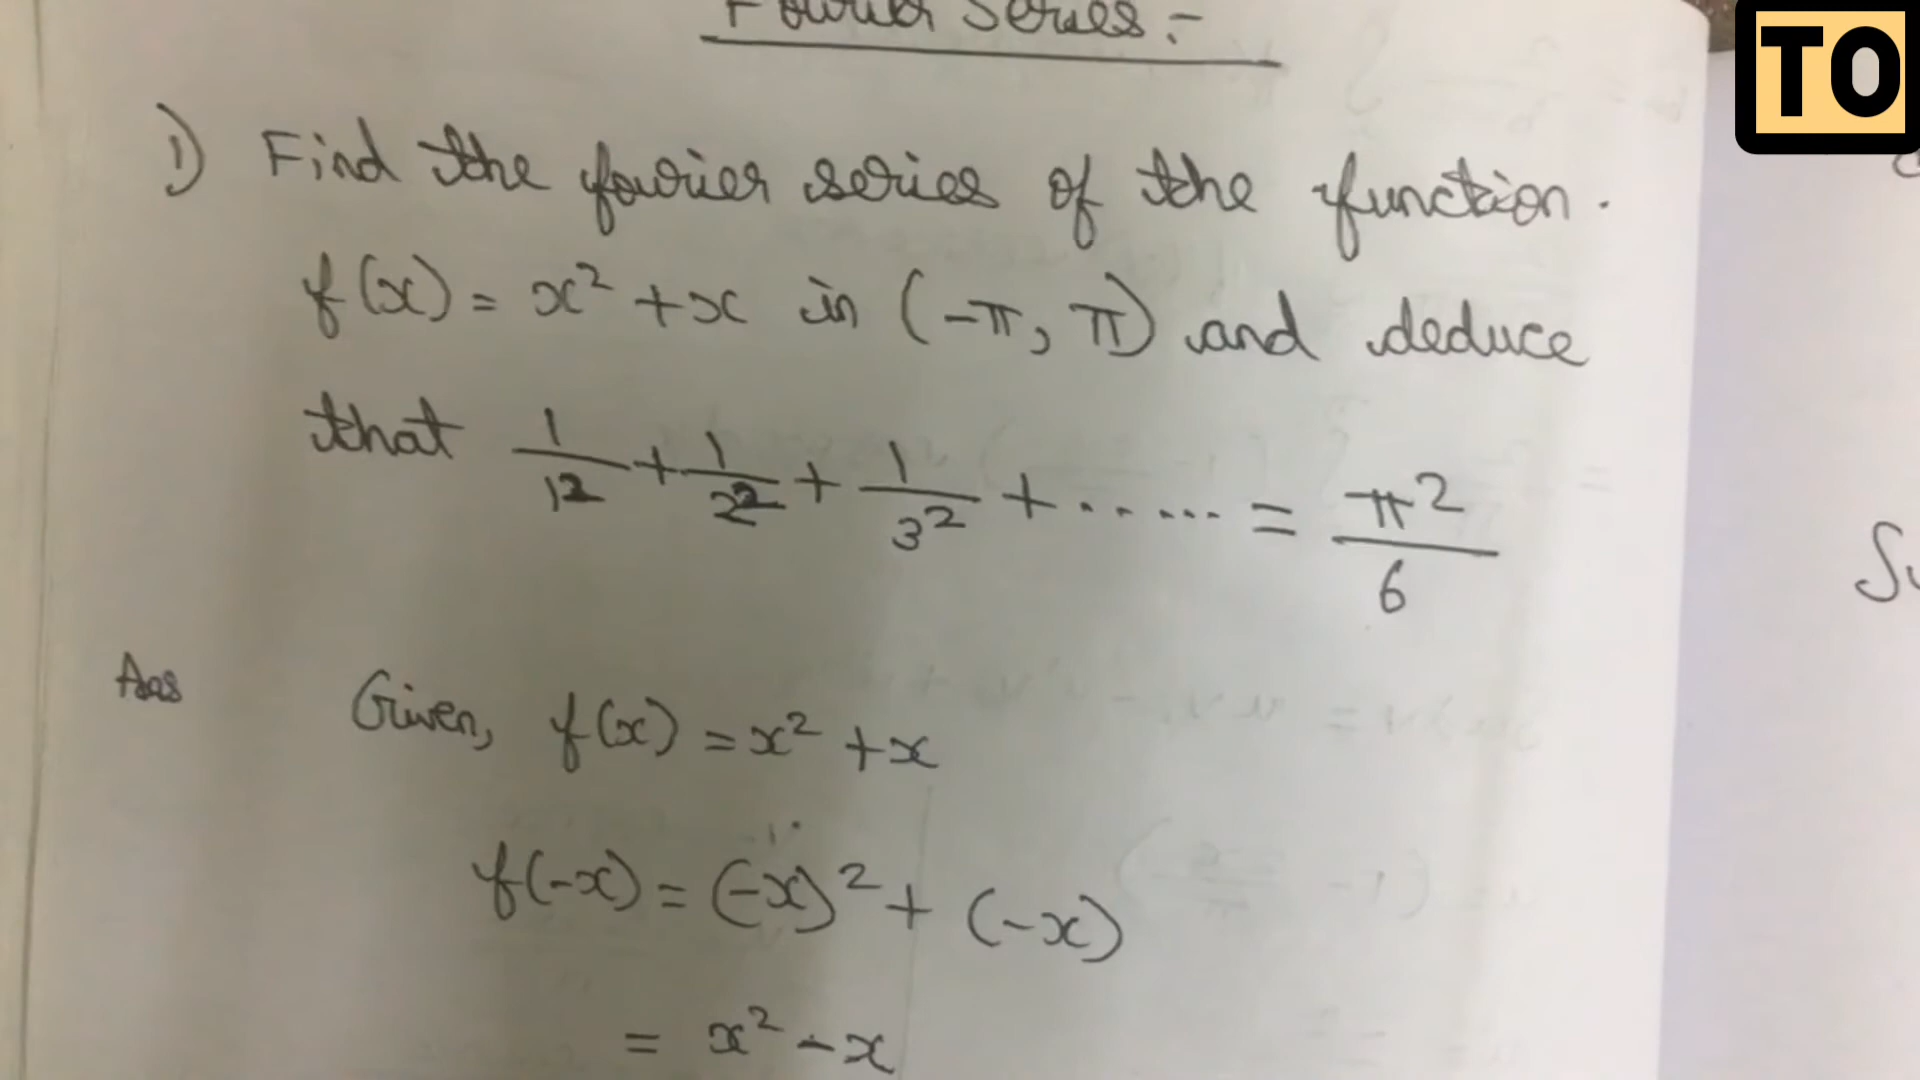 Fourier Series :-
TO
1) Find the fourier series of the function.
f(x) = x² + x in (-π, π) and deduce
that 1/1² + 1/2² + 1/3² + ...... = π²/6
Ans Given, f(x) = x² + x
f(-x) = (-x)² + (-x)
= x² - x